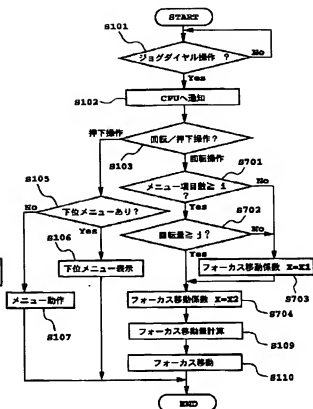 START
S101
ジョグダイヤル操作 ?
No
Yes
S102
CPUへ通知
押下操作
回転/押下操作?
S103
回転操作
S105
S701
メニュー項目数≧ i
?
No
下位メニューあり?
Yes
S702
No
S106
Yes
回転量≧ j?
No
下位メニュー表示
Yes
フォーカス移動係数 X=X1
メニュー動作
フォーカス移動係数 X=X2
S703
S107
S704
フォーカス移動量計算
S109
フォーカス移動
S110
END